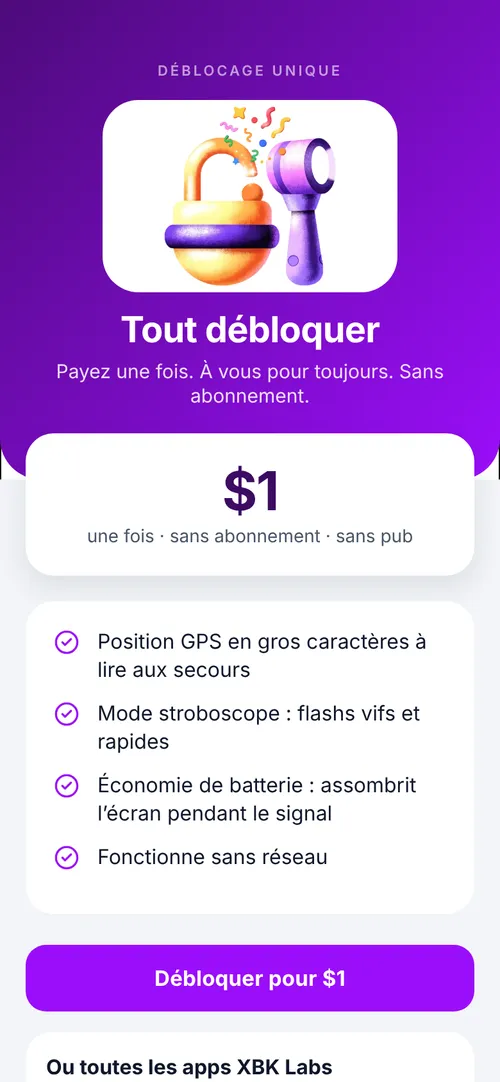 DÉBLOCAGE UNIQUE
Tout débloquer
Payez une fois. À vous pour toujours. Sans
abonnement.
$1
une fois · sans abonnement · sans pub
Position GPS en gros caractères à
lire aux secours
Mode stroboscope : flashs vifs et
rapides
Économie de batterie : assombrit
l’écran pendant le signal
Fonctionne sans réseau
Débloquer pour $1
Ou toutes les apps XBK Labs